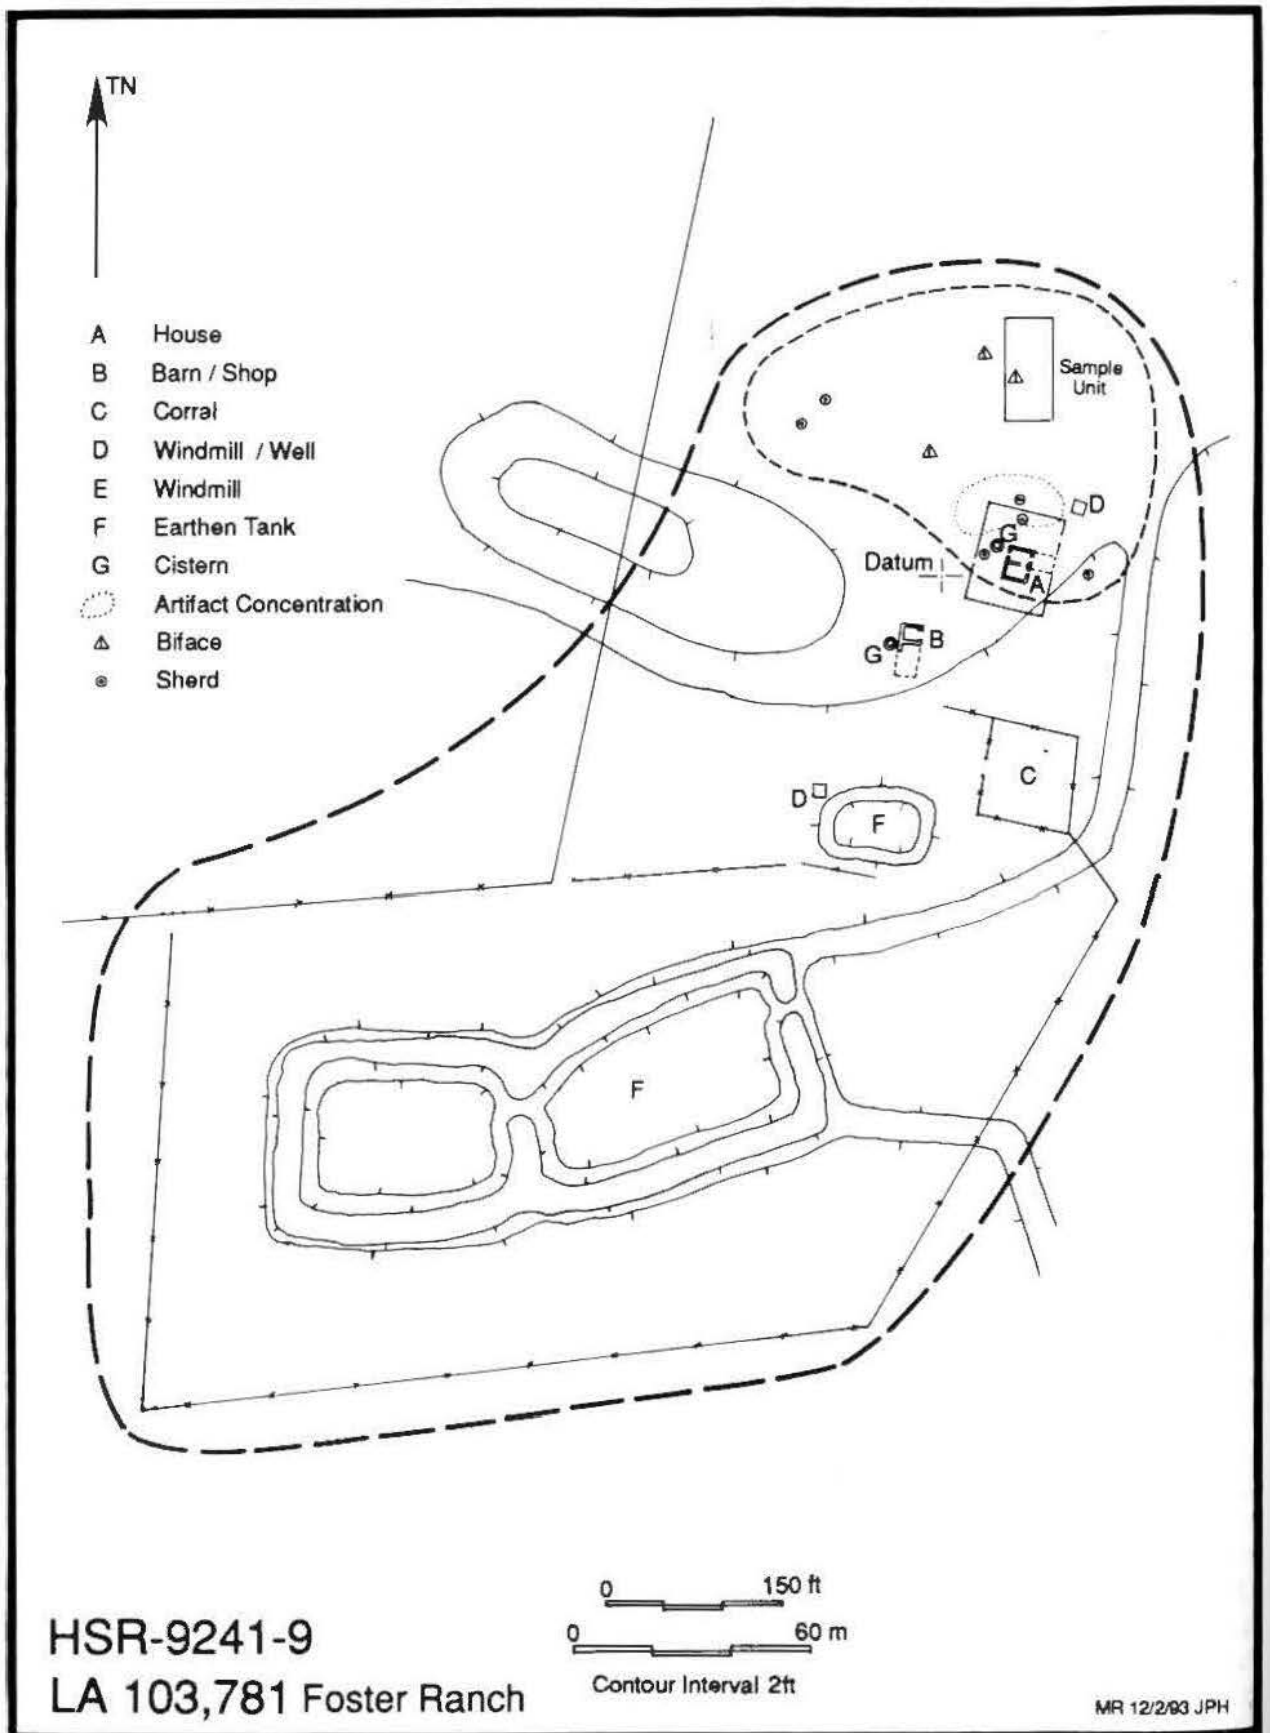 TN
A House
B Barn / Shop
C Corral
D Windmill / Well
E Windmill
F Earthen Tank
G Cistern
Artifact Concentration
Biface
Sherd
Sample
Unit
D
G
Datum
E
A
B
G
C
D
F
F
0 150 ft
0 60 m
Contour Interval 2ft
HSR-9241-9
LA 103,781 Foster Ranch
MR 12/2/93 JPH